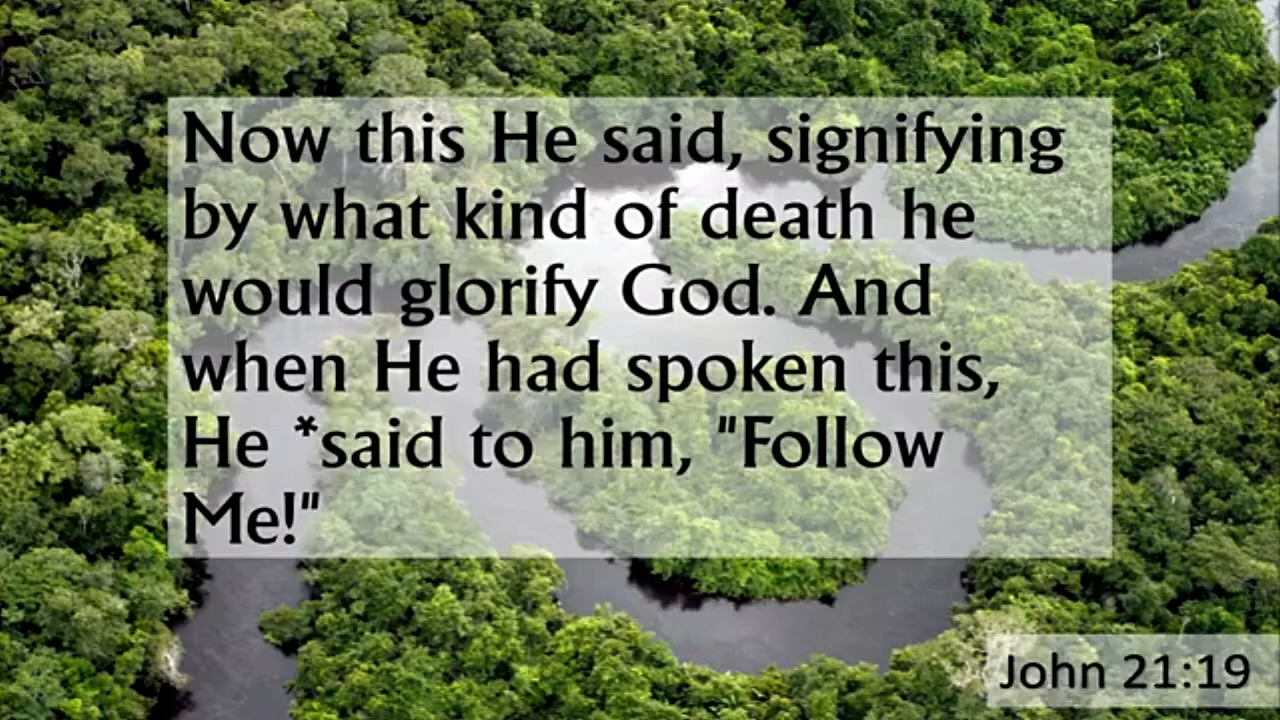 Now this He said, signifying
by what kind of death he
would glorify God. And
when He had spoken this,
He *said to him, "Follow
Me!"
John 21:19